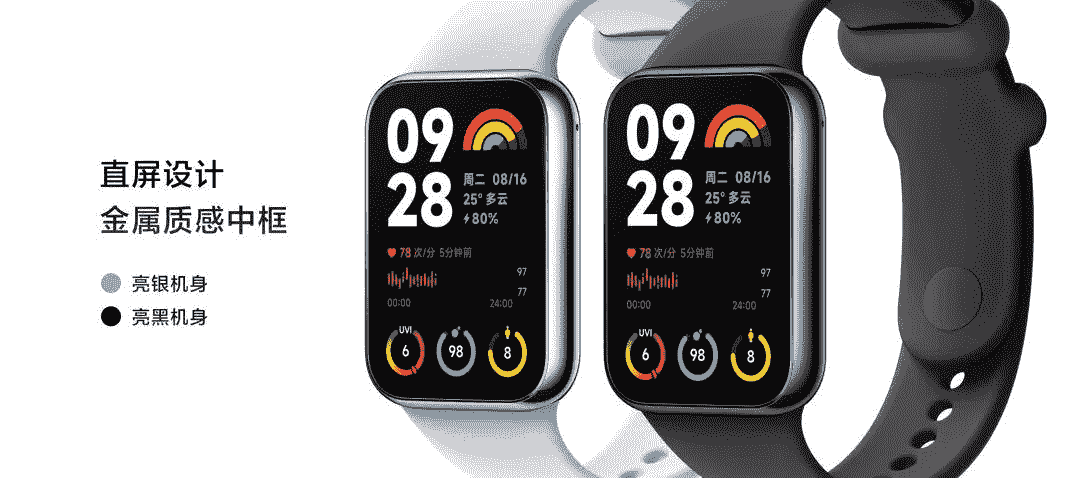 直屏设计
金属质感中框
亮银机身
亮黑机身
09
28
周二 08/16
25° 多云
80%
78 次/分 5分钟前
97
77
00:00 24:00
UVI
6
98
8
09
28
周二 08/16
25° 多云
80%
78 次/分 5分钟前
97
77
00:00 24:00
UVI
6
98
8